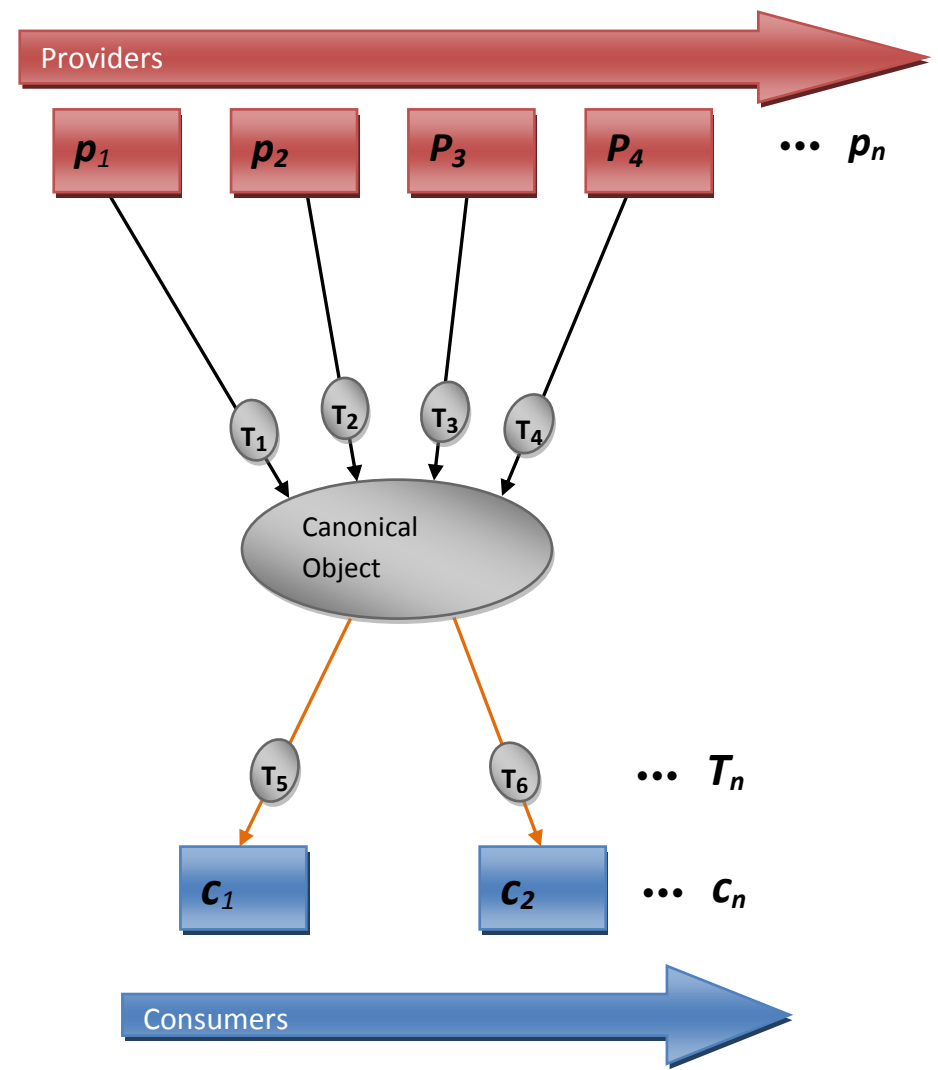 Providers
p1 p2 P3 P4 ... pn
T1 T2 T3 T4
Canonical
Object
T5 T6 ... Tn
c1 c2 ... cn
Consumers